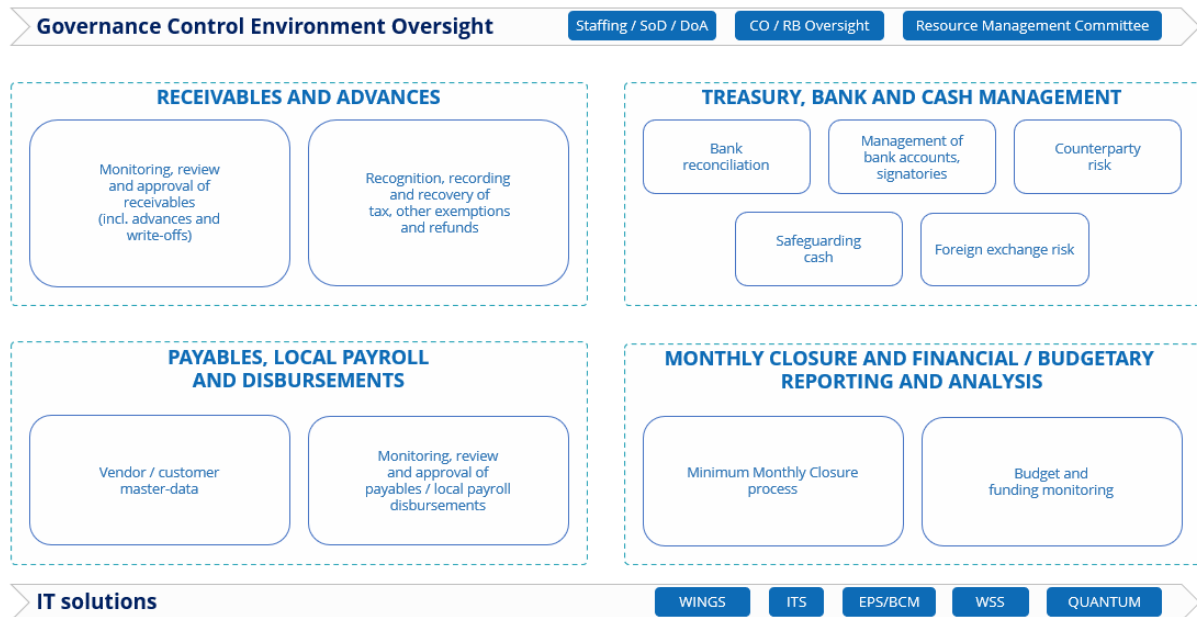 Governance Control Environment Oversight
Staffing / SoD / DoA
CO / RB Oversight
Resource Management Committee
RECEIVABLES AND ADVANCES
Monitoring, review
and approval of
receivables
(incl. advances and
write-offs)
Recognition, recording
and recovery of
tax, other exemptions
and refunds
TREASURY, BANK AND CASH MANAGEMENT
Bank
reconciliation
Management of
bank accounts,
signatories
Counterparty
risk
Safeguarding
cash
Foreign exchange risk
PAYABLES, LOCAL PAYROLL
AND DISBURSEMENTS
Vendor / customer
master-data
Monitoring, review
and approval of
payables / local payroll
disbursements
MONTHLY CLOSURE AND FINANCIAL / BUDGETARY
REPORTING AND ANALYSIS
Minimum Monthly Closure
process
Budget and
funding monitoring
IT solutions
WINGS
ITS
EPS/BCM
WSS
QUANTUM